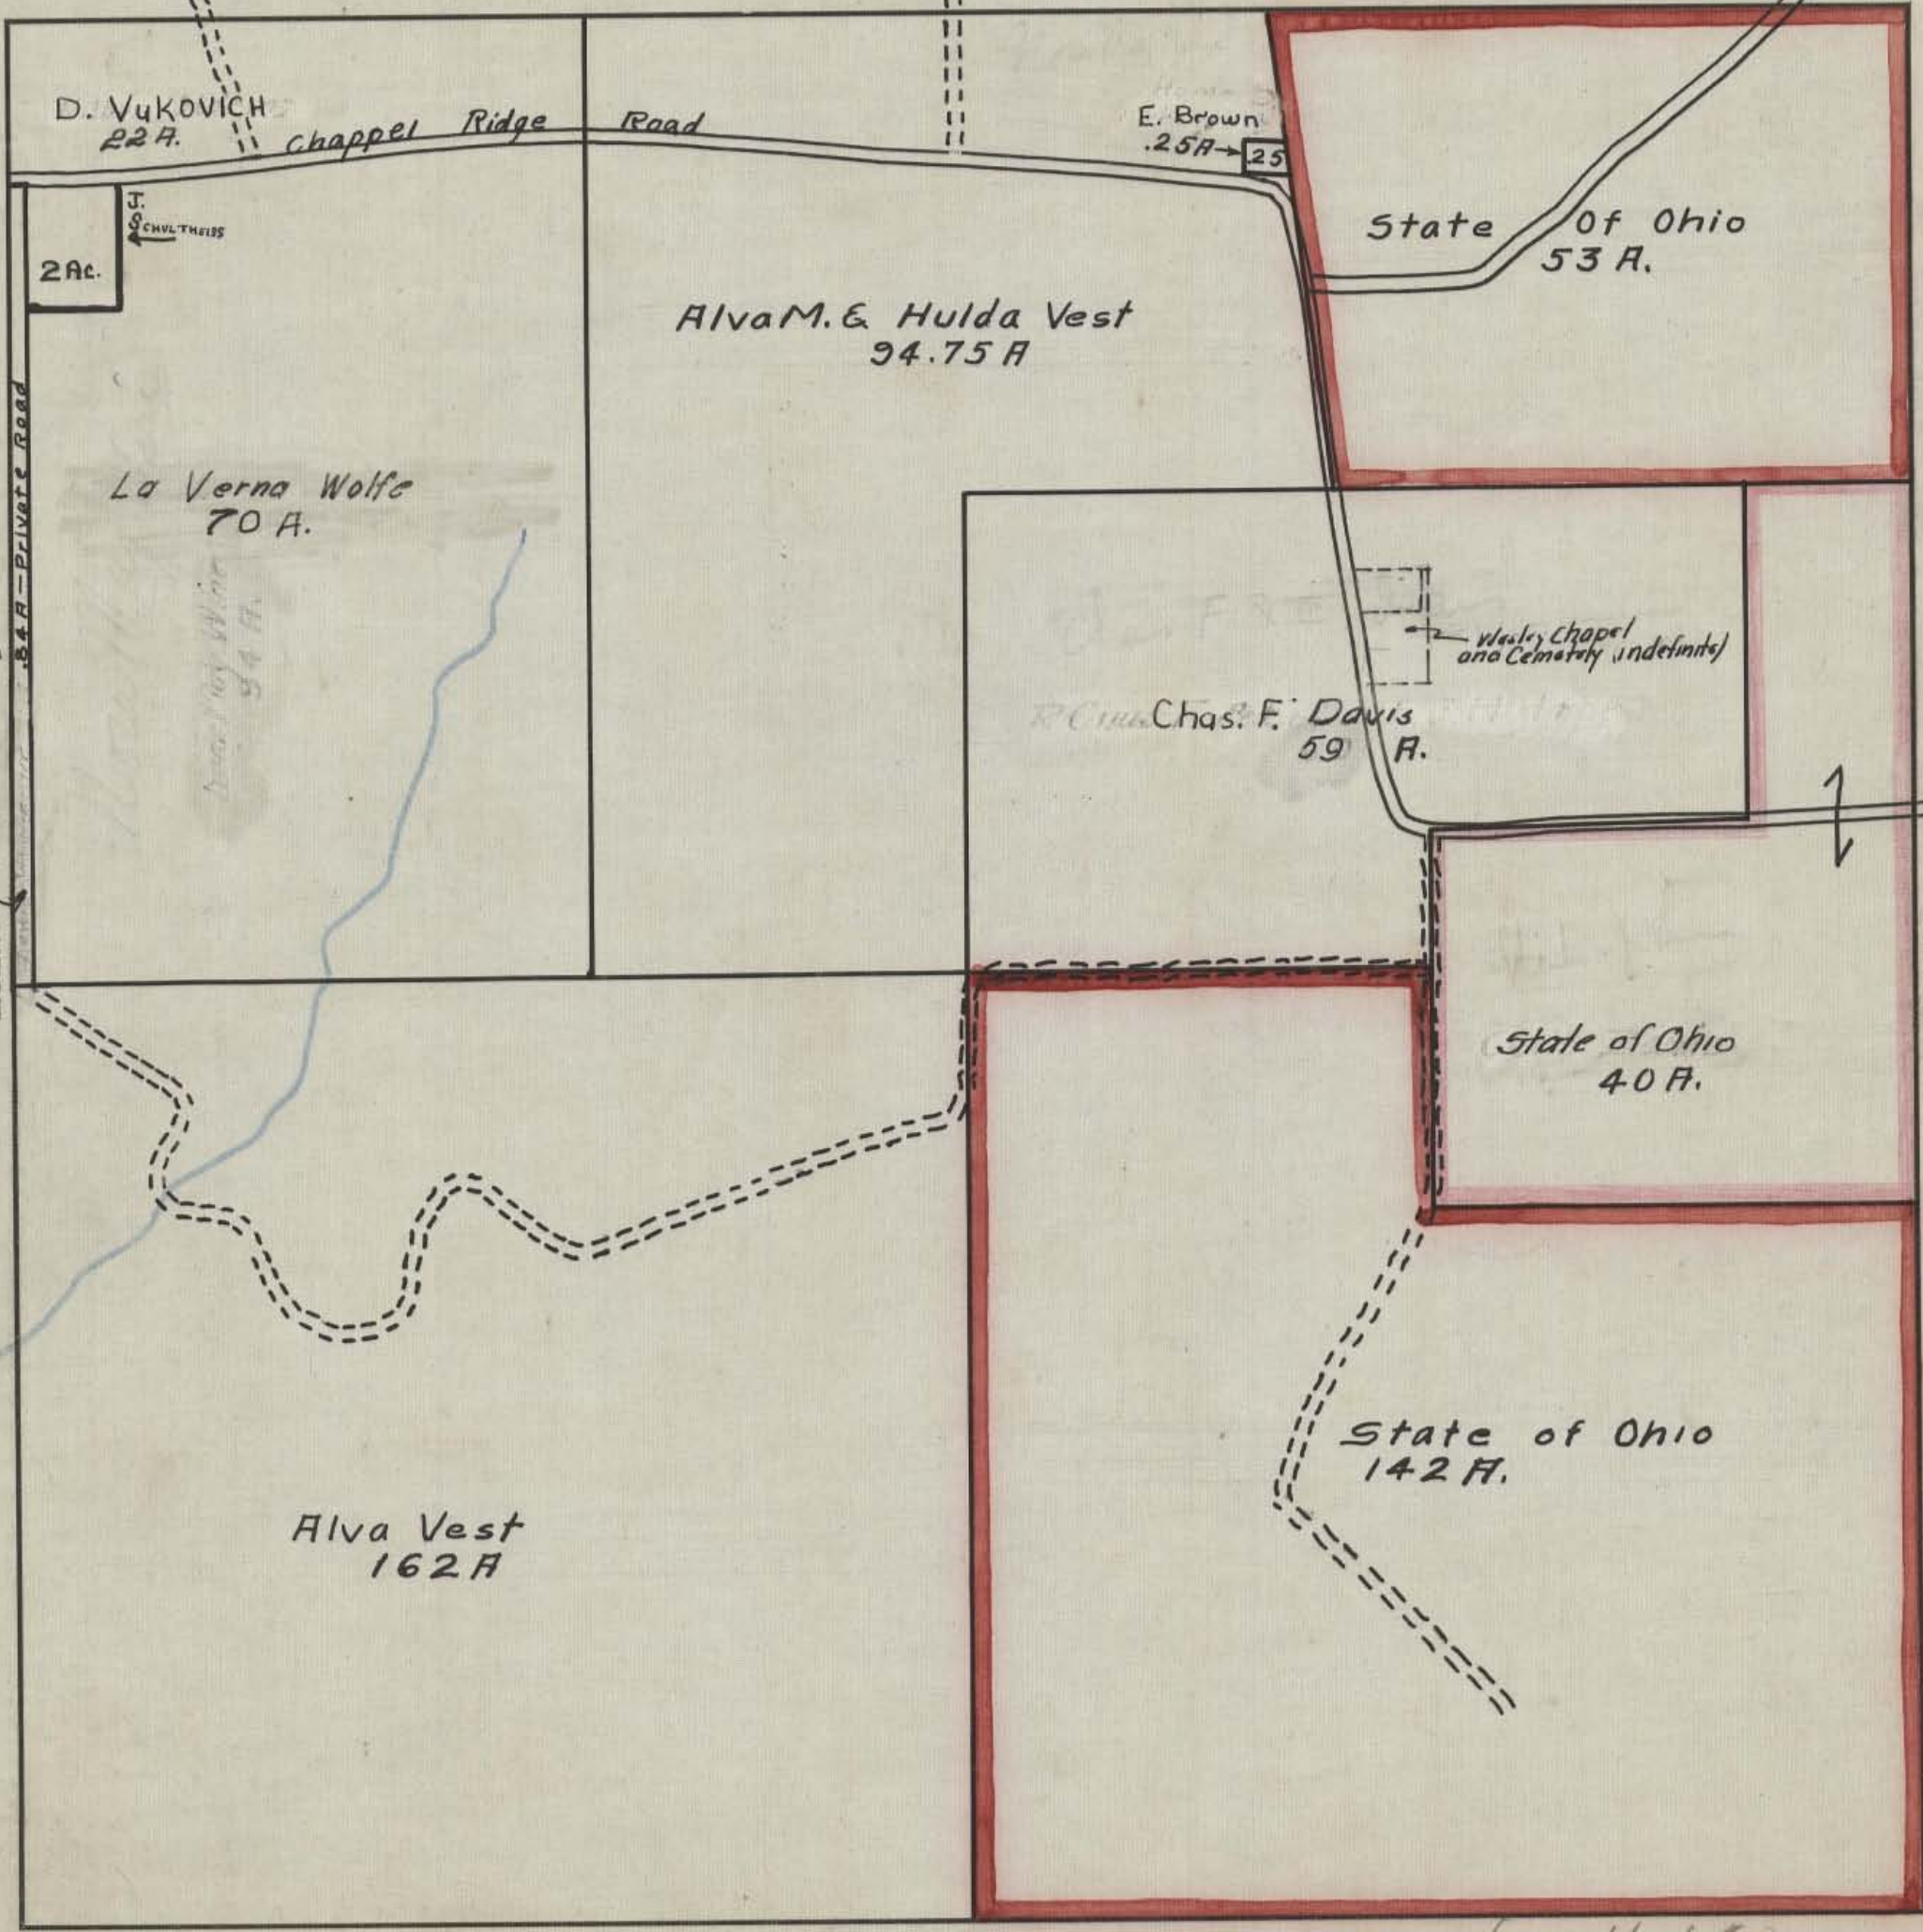 D. Vukovich
22 A.
Chappel Ridge Road
E. Brown
.25A
.25
State Of Ohio
53 A.
J.
SCHULTHEISS
2 Ac.
Alva M. & Hulda Vest
94.75 A
.84 A - Private Road
La Verna Wolfe
70 A.
94 A.
Wesley Chapel
and Cemetery indefinite)
Chas. F. Davis
59 A.
State of Ohio
40 A.
State of Ohio
142 A.
Alva Vest
162 A